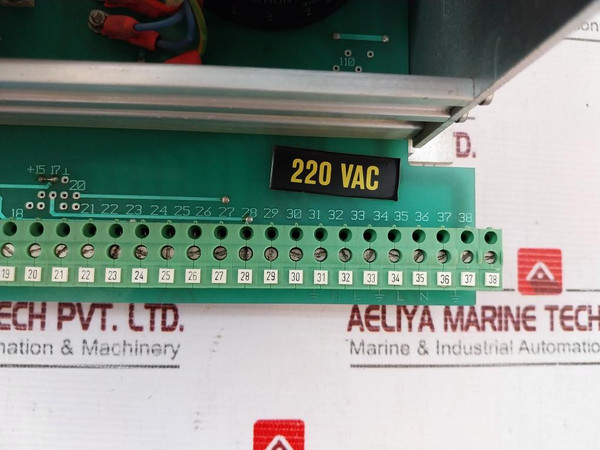 110
D.
+15 17 ⊥
20
220 VAC
18 21 22 23 24 25 26 27 28 29 30 31 32 33 34 35 36 37 38
19 20 21 22 23 24 25 26 27 28 29 30 31 32 33 34 35 36 37 38
L L N
ECH PVT. LTD.
AELIYA MARINE TECH
mation & Machinery
Marine & Industrial Automation